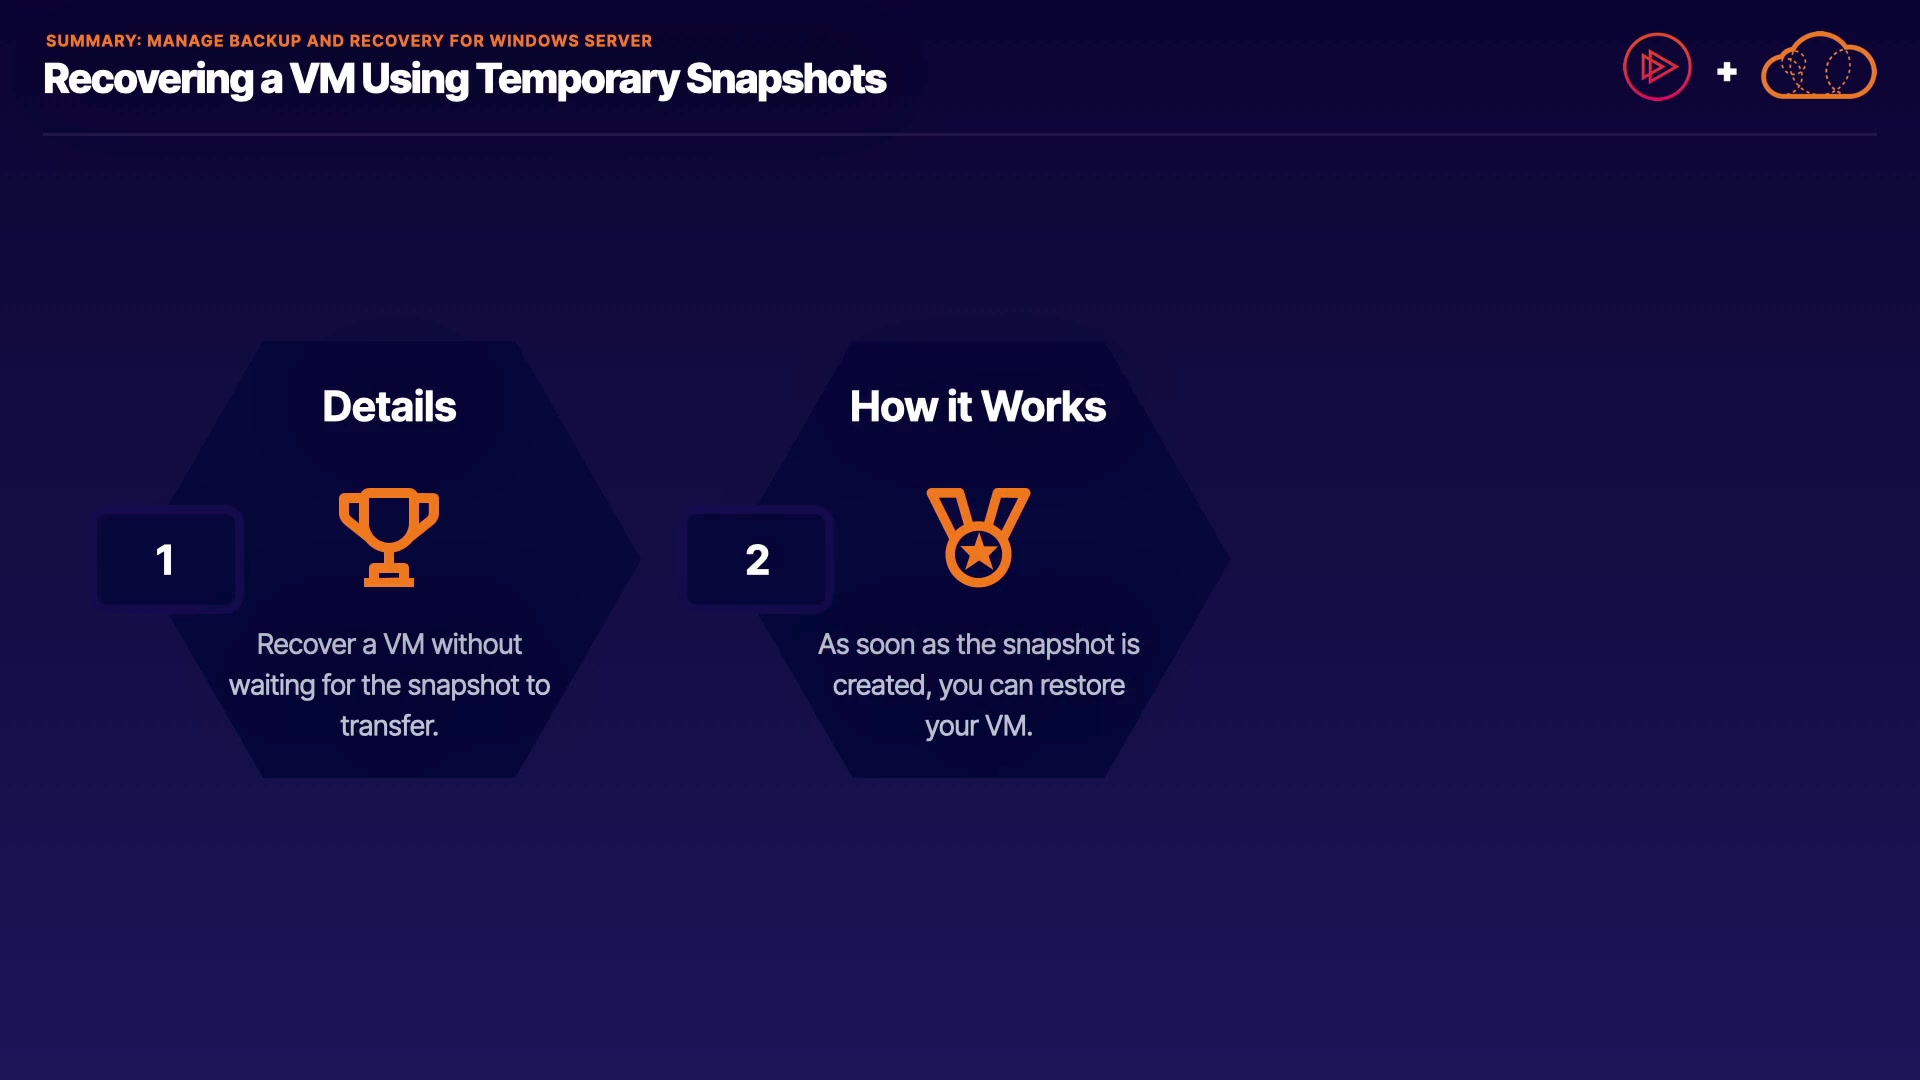 SUMMARY: MANAGE BACKUP AND RECOVERY FOR WINDOWS SERVER
Recovering a VM Using Temporary Snapshots
Details
1
Recover a VM without
waiting for the snapshot to
transfer.
How it Works
2
As soon as the snapshot is
created, you can restore
your VM.